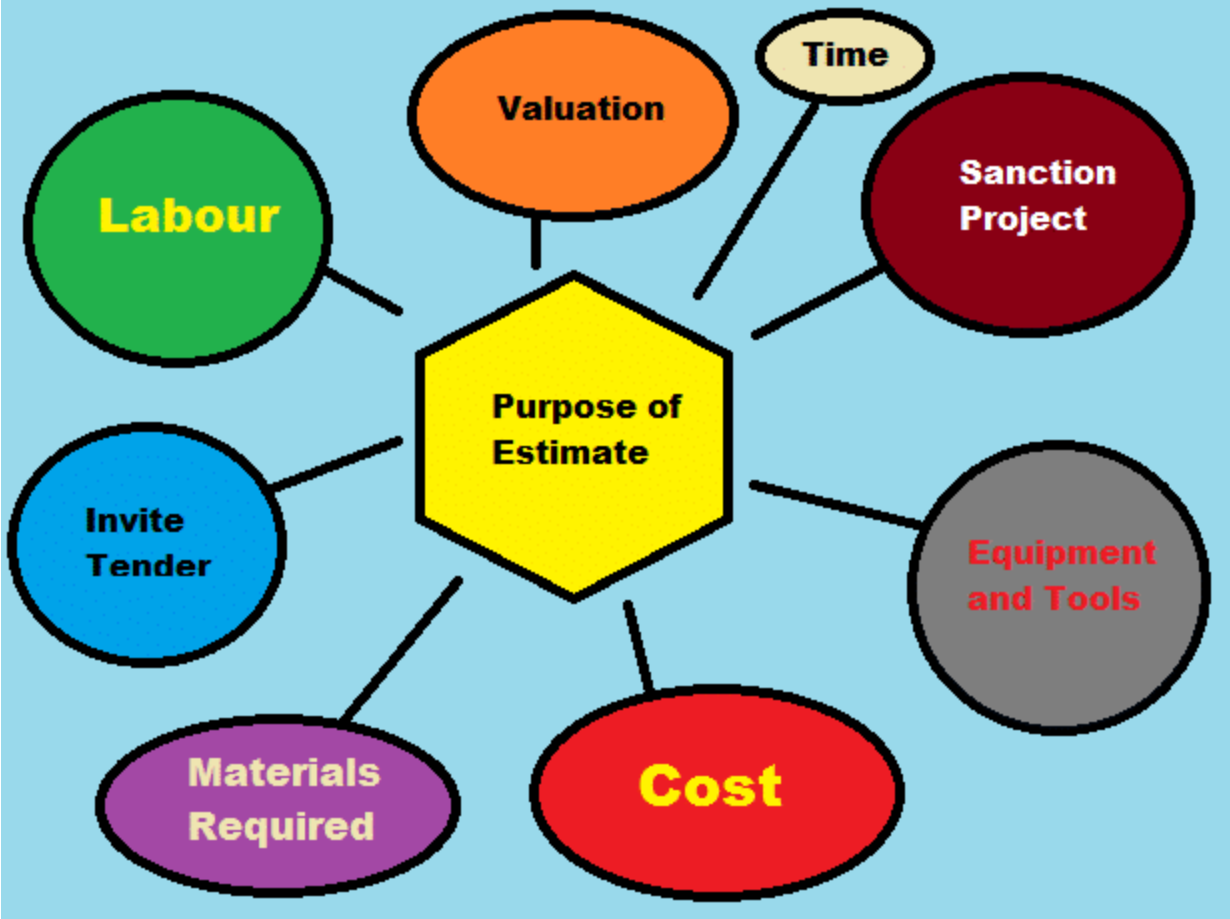 Time
Valuation
Sanction
Project
Labour
Purpose of
Estimate
Invite
Tender
Equipment
and Tools
Materials
Required
Cost